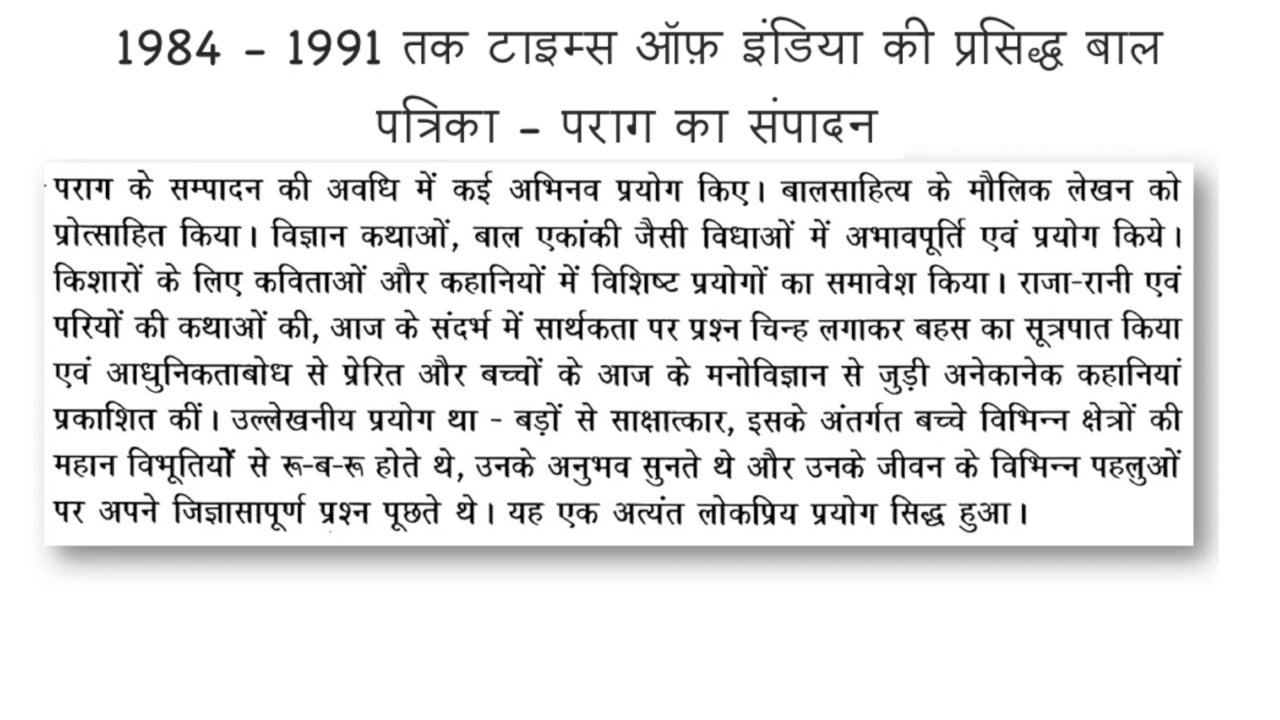 1984 - 1991 तक टाइम्स ऑफ़ इंडिया की प्रसिद्ध बाल
पत्रिका - पराग का संपादन
पराग के सम्पादन की अवधि में कई अभिनव प्रयोग किए। बालसाहित्य के मौलिक लेखन को
प्रोत्साहित किया। विज्ञान कथाओं, बाल एकांकी जैसी विधाओं में अभावपूर्ति एवं प्रयोग किये।
किशारों के लिए कविताओं और कहानियों में विशिष्ट प्रयोगों का समावेश किया। राजा-रानी एवं
परियों की कथाओं की, आज के संदर्भ में सार्थकता पर प्रश्न चिन्ह लगाकर बहस का सूत्रपात किया
एवं आधुनिकताबोध से प्रेरित और बच्चों के आज के मनोविज्ञान से जुड़ी अनेकानेक कहानियां
प्रकाशित कीं। उल्लेखनीय प्रयोग था - बड़ों से साक्षात्कार, इसके अंतर्गत बच्चे विभिन्न क्षेत्रों की
महान विभूतियों से रू-ब-रू होते थे, उनके अनुभव सुनते थे और उनके जीवन के विभिन्न पहलुओं
पर अपने जिज्ञासापूर्ण प्रश्न पूछते थे। यह एक अत्यंत लोकप्रिय प्रयोग सिद्ध हुआ।